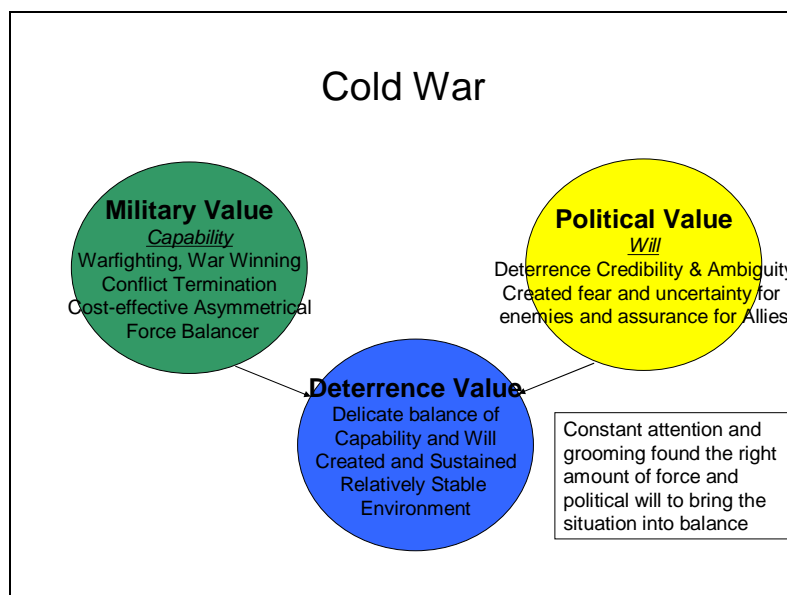 Cold War
Military Value
Capability
Warfighting, War Winning
Conflict Termination
Cost-effective Asymmetrical
Force Balancer
Political Value
Will
Deterrence Credibility & Ambiguity
Created fear and uncertainty for
enemies and assurance for Allies
Deterrence Value
Delicate balance of
Capability and Will
Created and Sustained
Relatively Stable
Environment
Constant attention and
grooming found the right
amount of force and
political will to bring the
situation into balance